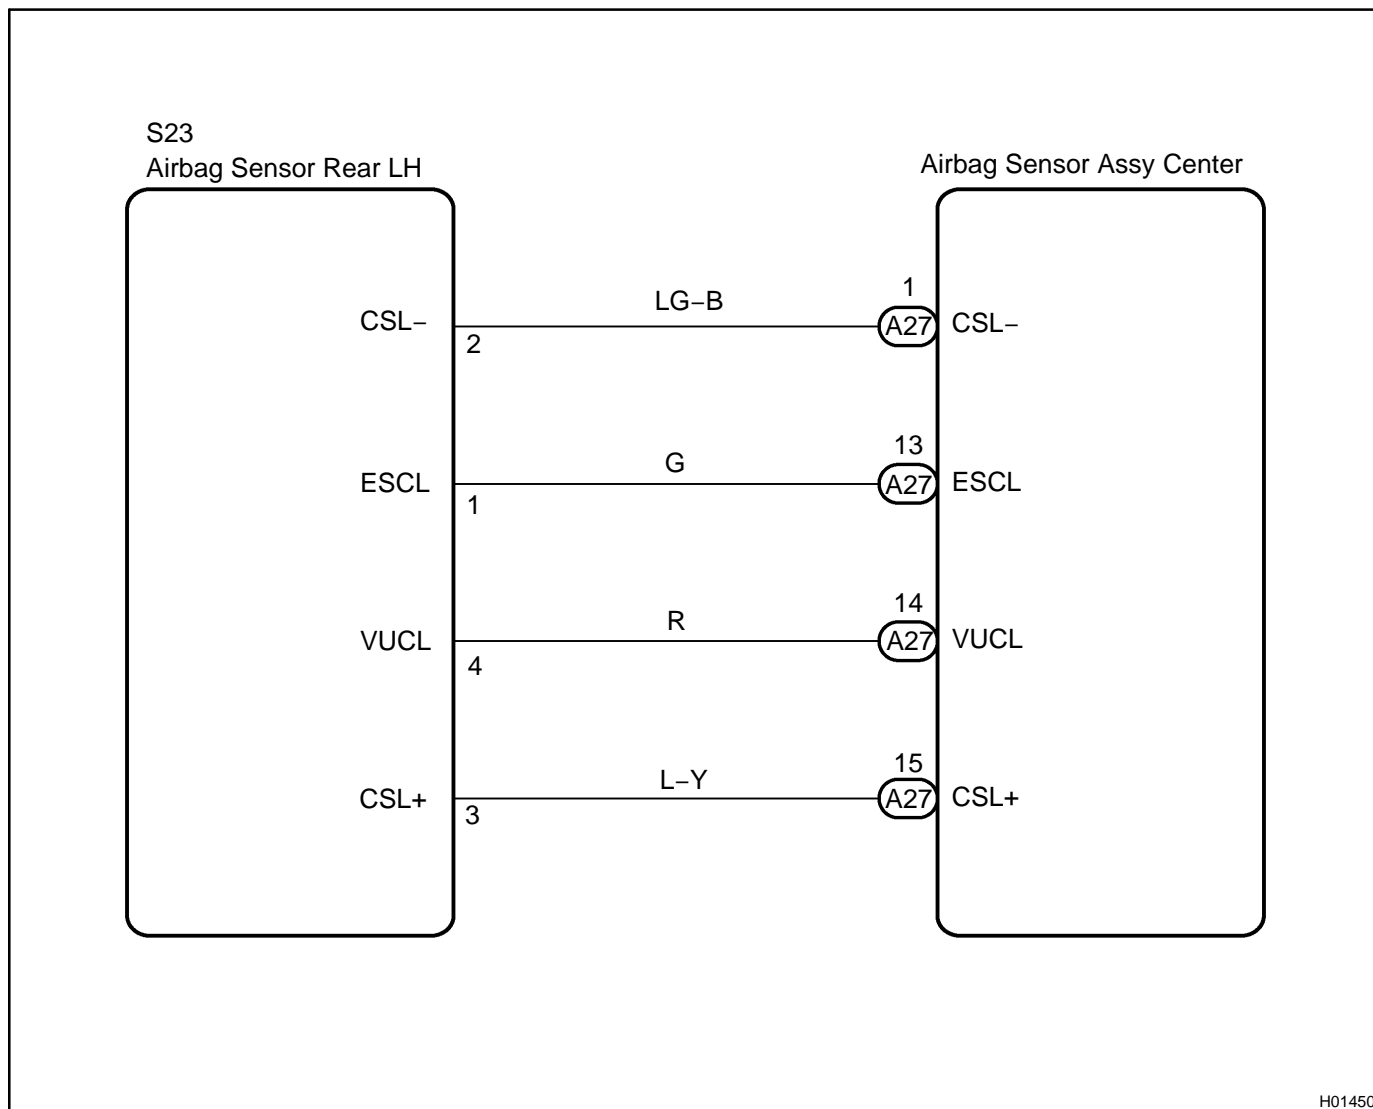 S23
Airbag Sensor Rear LH
Airbag Sensor Assy Center
CSL−
2
LG−B
1
A27
CSL−
ESCL
1
G
13
A27
ESCL
VUCL
4
R
14
A27
VUCL
CSL+
3
L−Y
15
A27
CSL+
H01450